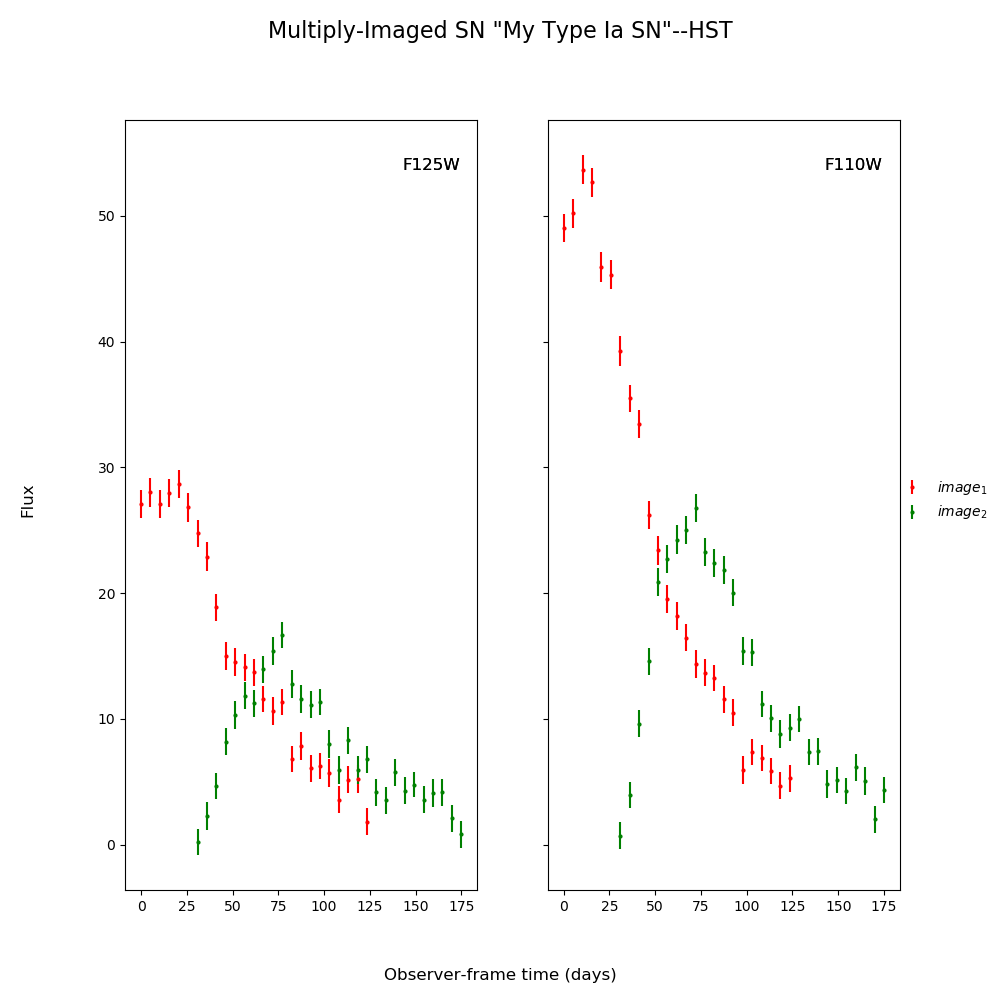 Multiply-Imaged SN "My Type Ia SN"--HST
F125W
F110W
Flux
50
40
30
20
10
0
0 25 50 75 100 125 150 175
0 25 50 75 100 125 150 175
image1
image2
Observer-frame time (days)